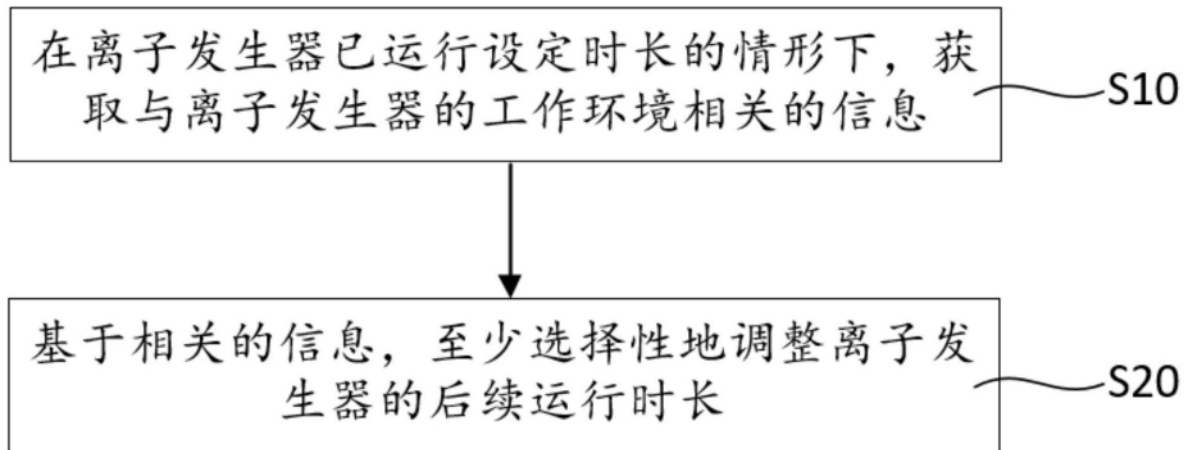 在离子发生器已运行设定时长的情形下，获
取与离子发生器的工作环境相关的信息
S10
基于相关的信息，至少选择性地调整离子发
生器的后续运行时长
S20